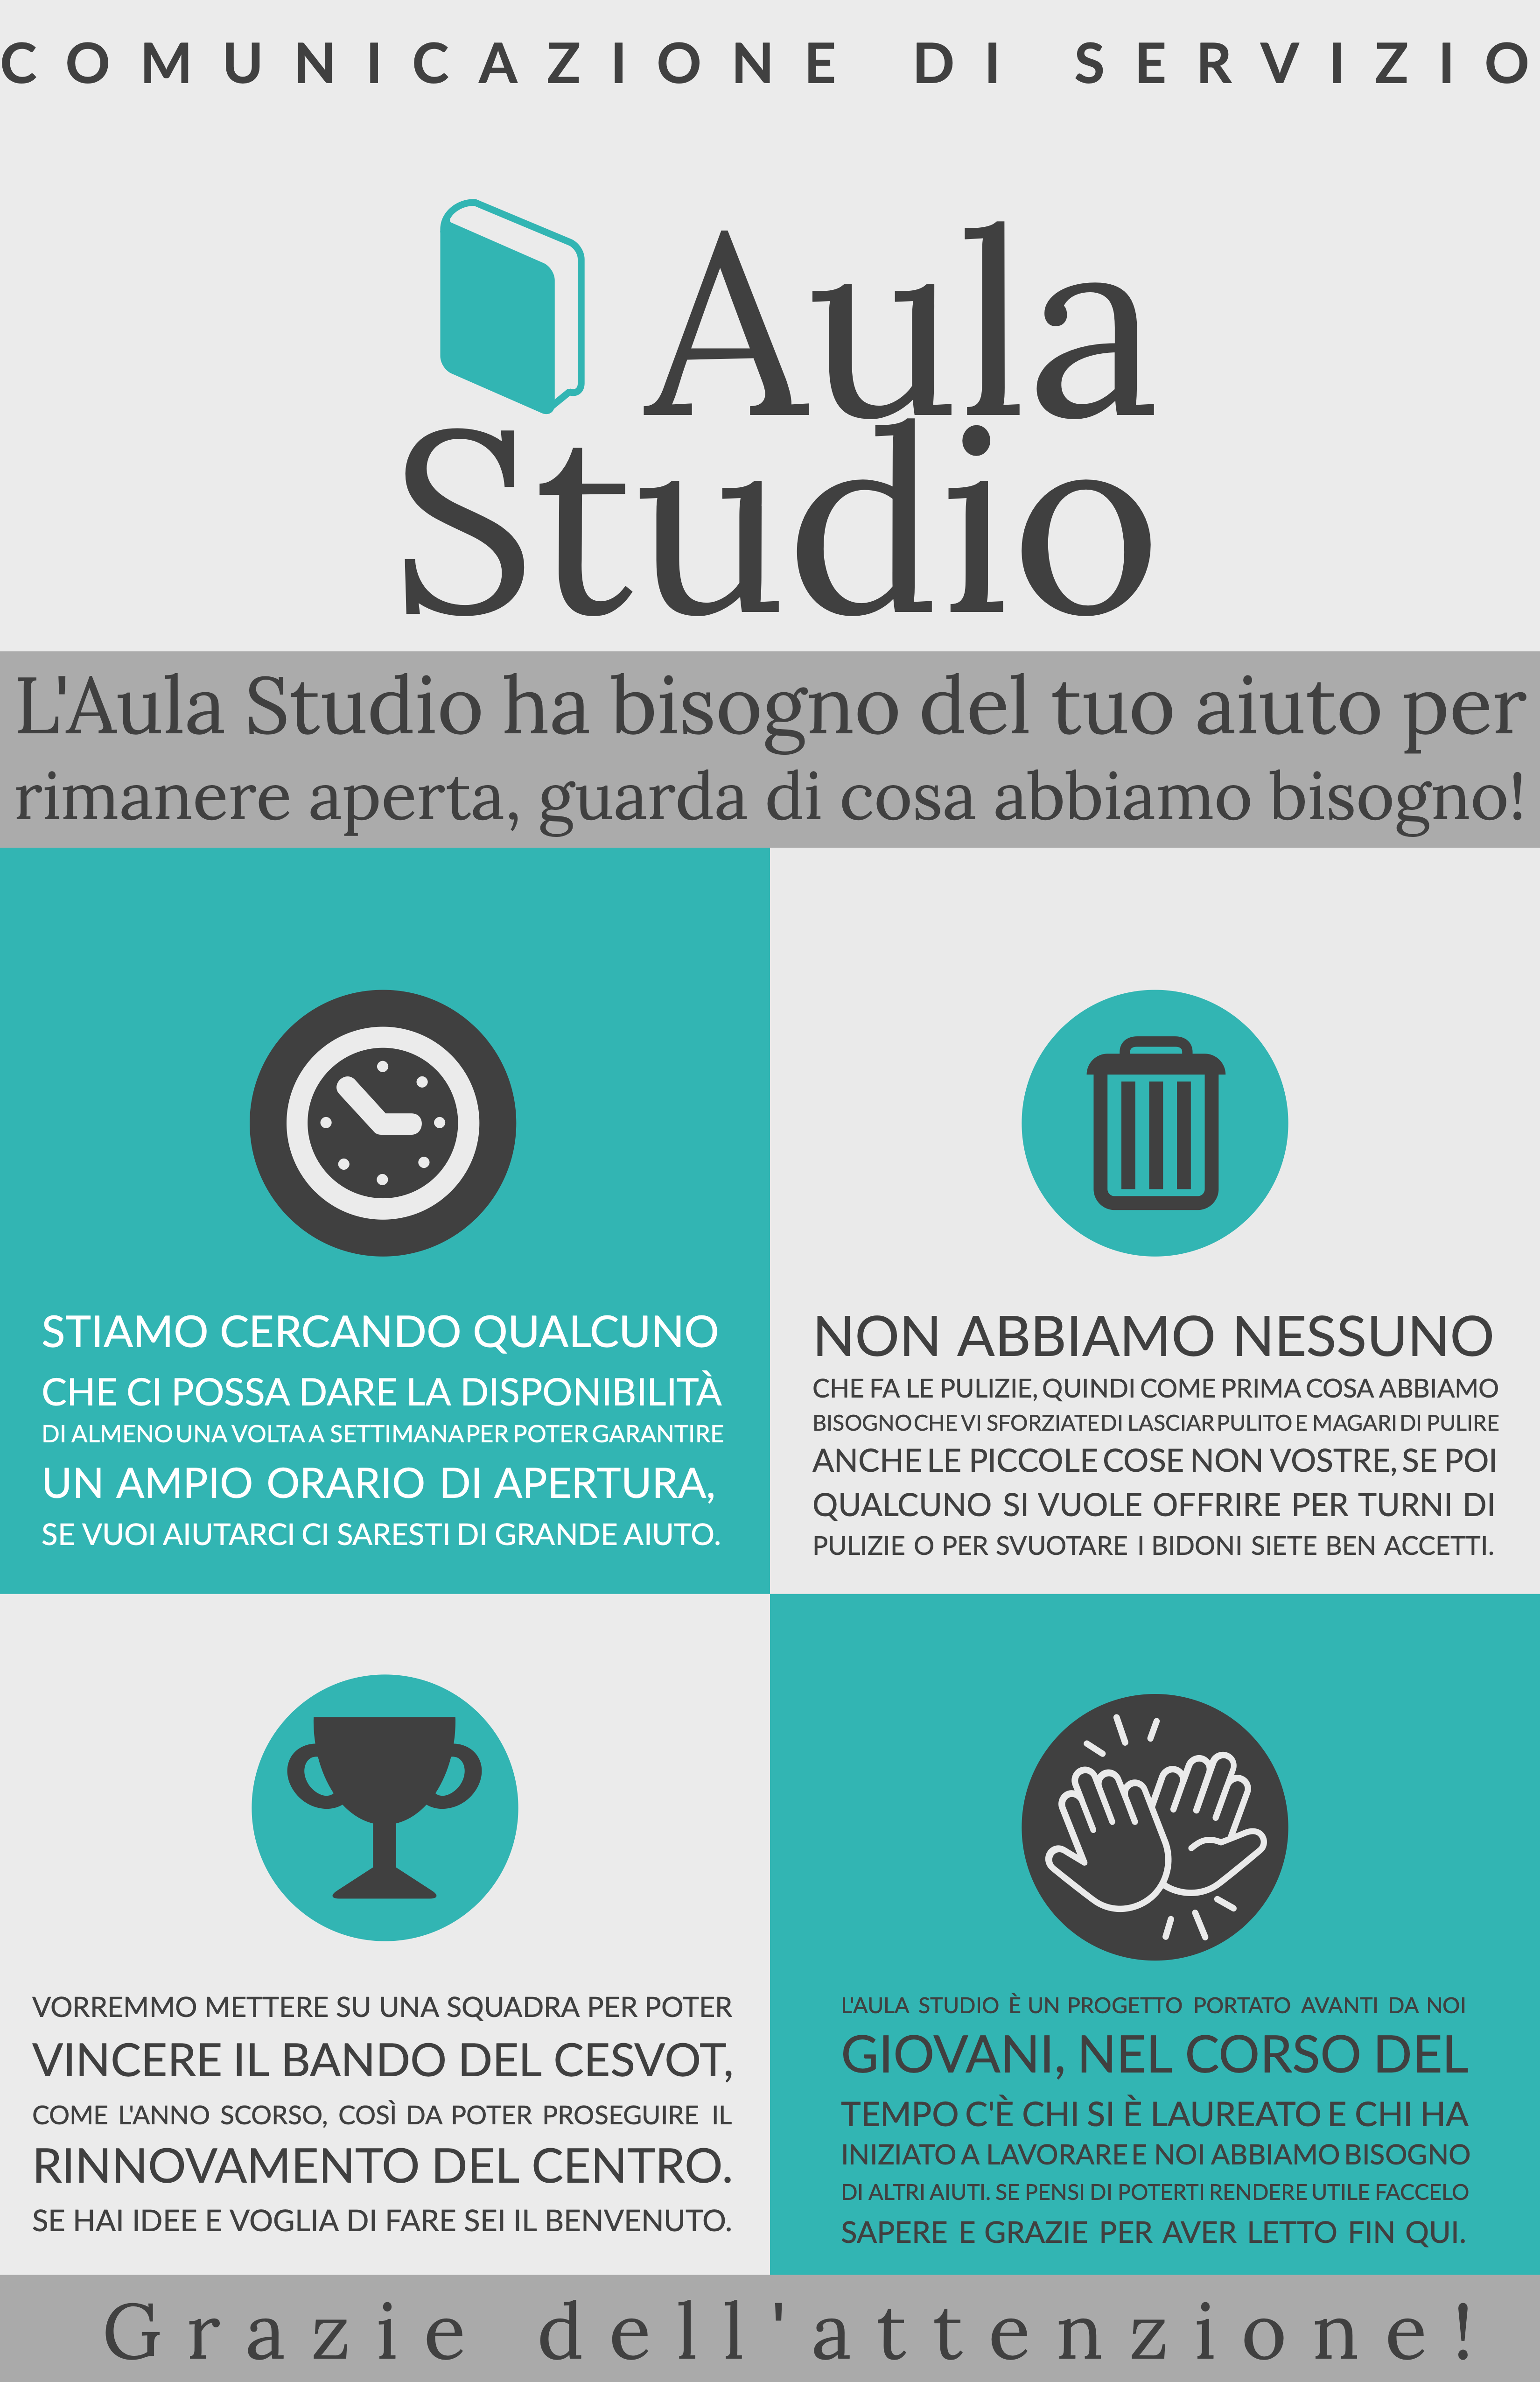 COMUNICAZIONE DI SERVIZIO
Aula
Studio
L'Aula Studio ha bisogno del tuo aiuto per
rimanere aperta, guarda di cosa abbiamo bisogno!
STIAMO CERCANDO QUALCUNO
CHE CI POSSA DARE LA DISPONIBILITÀ
DI ALMENO UNA VOLTA A SETTIMANA PER POTER GARANTIRE
UN AMPIO ORARIO DI APERTURA,
SE VUOI AIUTARCI CI SARESTI DI GRANDE AIUTO.
NON ABBIAMO NESSUNO
CHE FA LE PULIZIE, QUINDI COME PRIMA COSA ABBIAMO
BISOGNO CHE VI SFORZIATE DI LASCIAR PULITO E MAGARI DI PULIRE
ANCHE LE PICCOLE COSE NON VOSTRE, SE POI
QUALCUNO SI VUOLE OFFRIRE PER TURNI DI
PULIZIE O PER SVUOTARE I BIDONI SIETE BEN ACCETTI.
VORREMMO METTERE SU UNA SQUADRA PER POTER
VINCERE IL BANDO DEL CESVOT,
COME L'ANNO SCORSO, COSÌ DA POTER PROSEGUIRE IL
RINNOVAMENTO DEL CENTRO.
SE HAI IDEE E VOGLIA DI FARE SEI IL BENVENUTO.
L'AULA STUDIO È UN PROGETTO PORTATO AVANTI DA NOI
GIOVANI, NEL CORSO DEL
TEMPO C'È CHI SI È LAUREATO E CHI HA
INIZIATO A LAVORARE E NOI ABBIAMO BISOGNO
DI ALTRI AIUTI. SE PENSI DI POTERTI RENDERE UTILE FACCELO
SAPERE E GRAZIE PER AVER LETTO FIN QUI.
Grazie dell'attenzione!